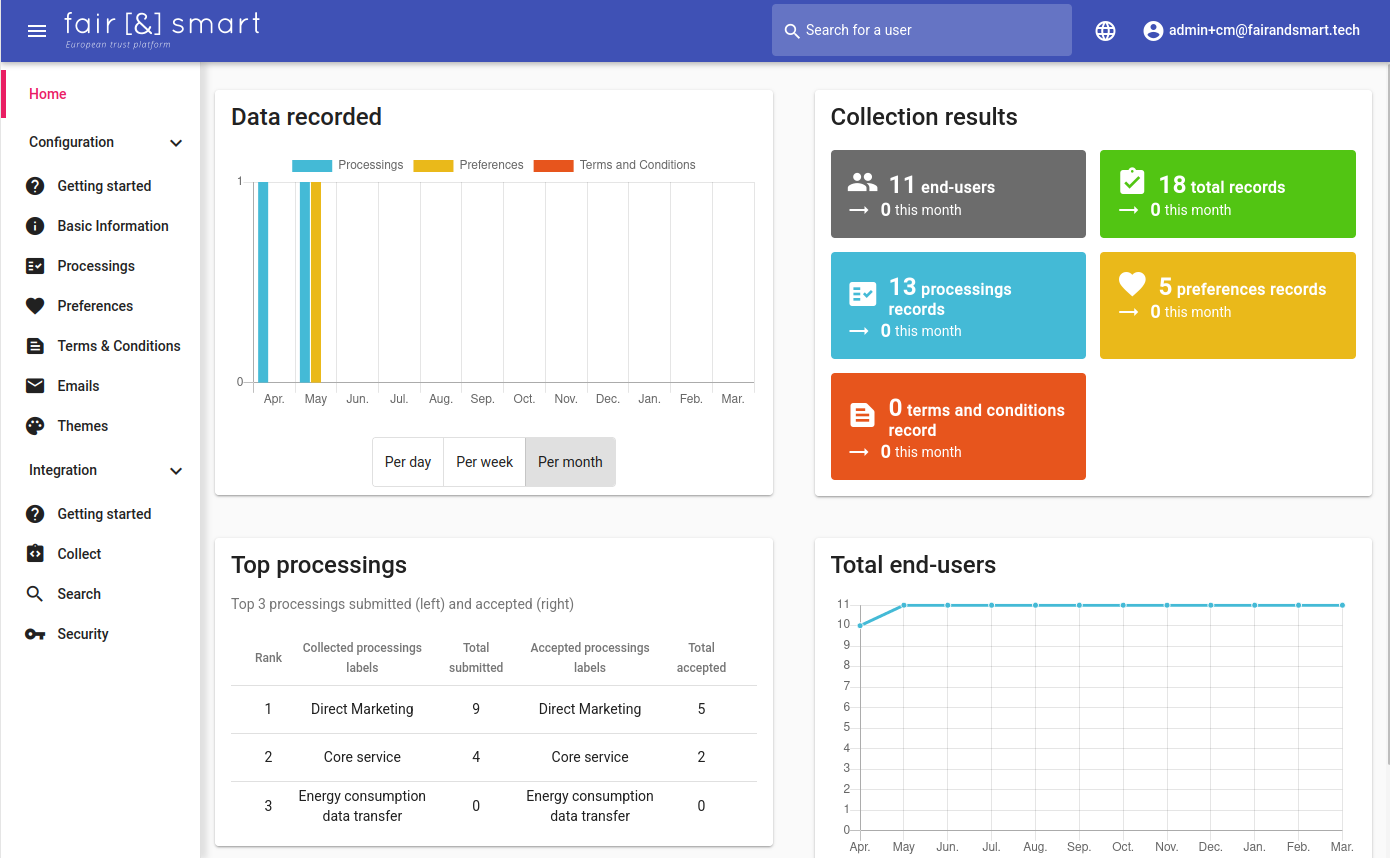 fair [&] smart
European trust platform
Search for a user
admin+cm@fairandsmart.tech
Home
Configuration
Getting started
Basic Information
Processings
Preferences
Terms & Conditions
Emails
Themes
Integration
Getting started
Collect
Search
Security
Data recorded
Processings Preferences Terms and Conditions
1
0
Apr. May Jun. Jul. Aug. Sep. Oct. Nov. Dec. Jan. Feb. Mar.
Per day Per week Per month
Collection results
11 end-users
0 this month
18 total records
0 this month
13 processings
records
0 this month
5 preferences records
0 this month
0 terms and conditions
record
0 this month
Top processings
Top 3 processings submitted (left) and accepted (right)
Rank Collected processings labels Total submitted Accepted processings labels Total accepted
1 Direct Marketing 9 Direct Marketing 5
2 Core service 4 Core service 2
3 Energy consumption data transfer 0 Energy consumption data transfer 0
Total end-users
11
10
9
8
7
6
5
4
3
2
1
0
Apr. May Jun. Jul. Aug. Sep. Oct. Nov. Dec. Jan. Feb. Mar.